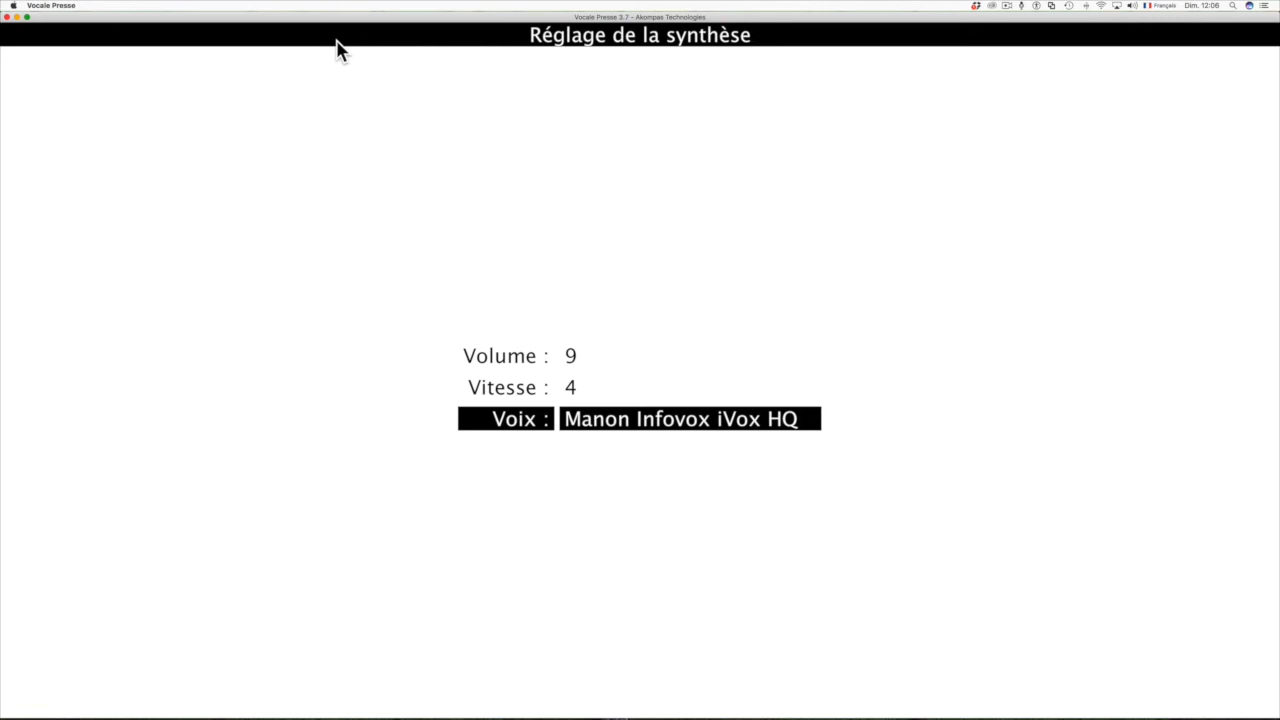 Vocale Presse
Français Dim. 12:06
Vocale Presse 3.7 - Akompas Technologies
Réglage de la synthèse
Volume : 9
Vitesse : 4
Voix : Manon Infovox iVox HQ